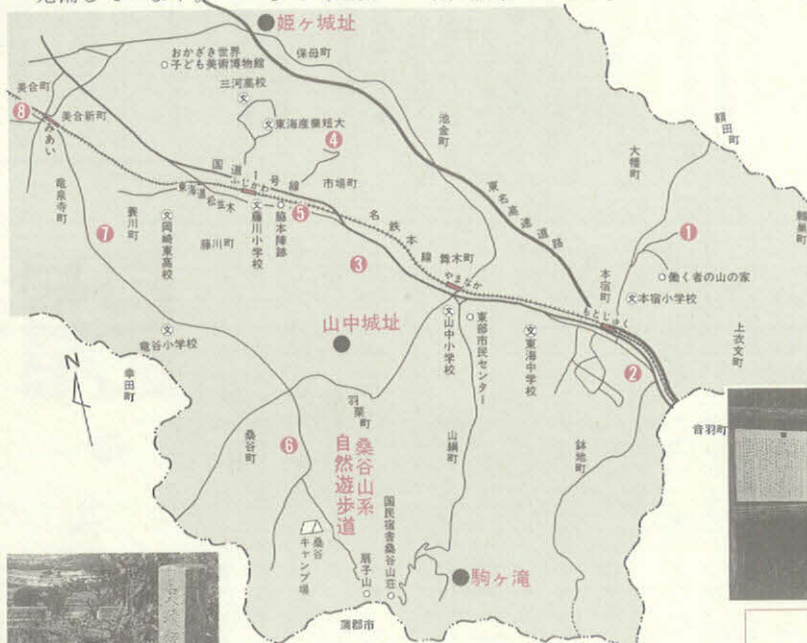 姫ヶ城址
保母町
おかざき世界
子ども美術博物館
三河高校
文
美合町
⑧
美合新町
みあい
文東海産業短大
④
池金町
大幡町
額田町
国道1号線
ふじかわ
市場町
東海道松並木
竜泉寺町
⑦
蓑川町
文岡崎東高校
藤川町
文藤川小学校
脇本陣跡
⑤
名鉄本線
東名高速道路
①
働く者の山の家
③
舞木町
やまなか
本宿町
文本宿小学校
もとじゅく
山中城址
文山中小学校
東部市民センター
文東海中学校
②
上衣文町
文
竜谷小学校
幸田町
音羽町
羽栗町
桑谷町
⑥
桑谷山系
自然遊歩道
山綱町
鉢地町
桑谷
キャンプ場
扇子山
国民宿舎桑谷山荘
駒ヶ滝
蒲郡市